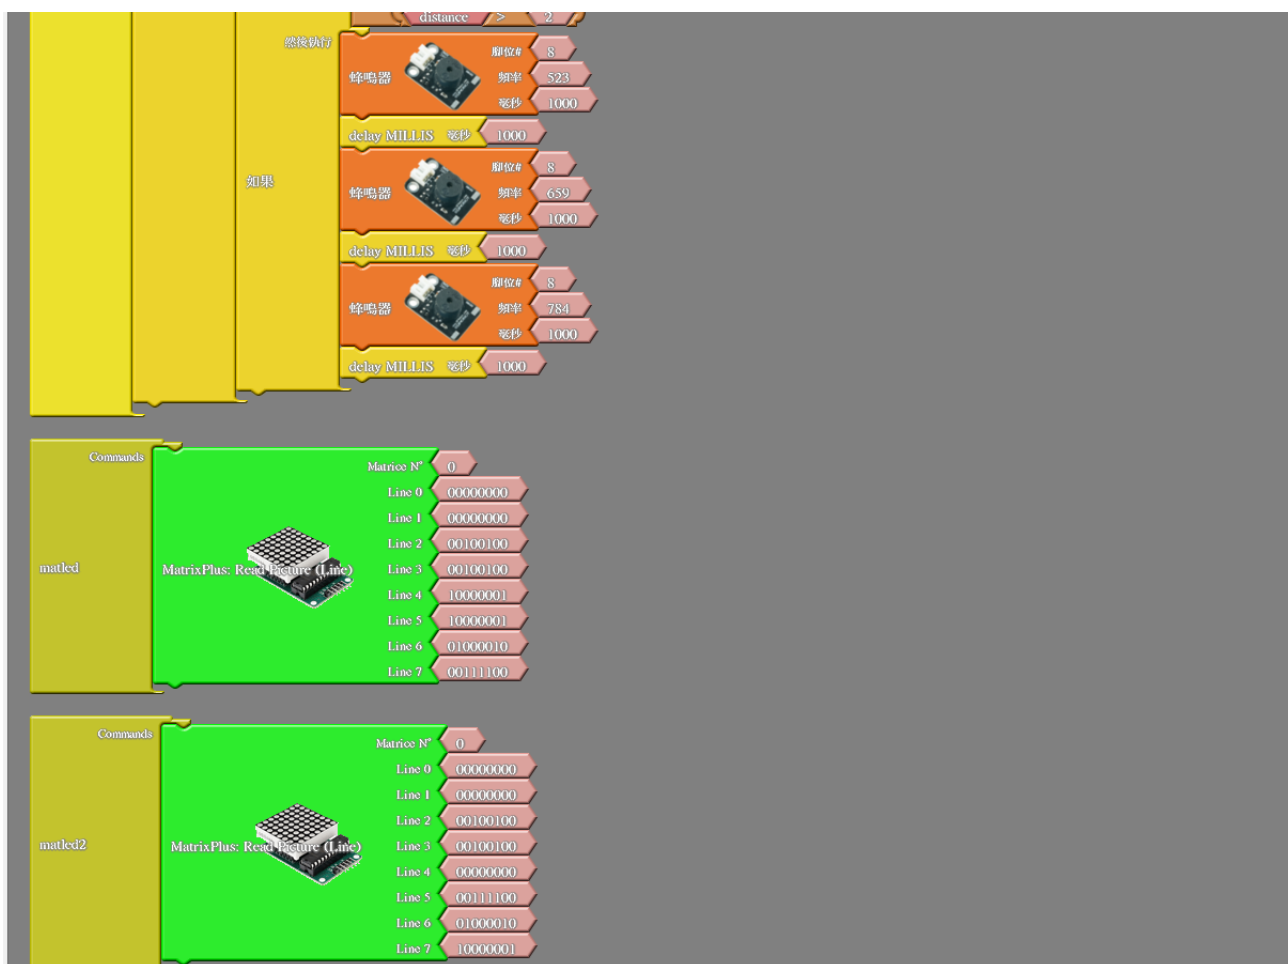 distance > 2
然後執行
如果
蜂鳴器
腳位# 8
頻率 523
毫秒 1000
delay MILLIS 毫秒 1000
蜂鳴器
腳位# 8
頻率 659
毫秒 1000
delay MILLIS 毫秒 1000
蜂鳴器
腳位# 8
頻率 784
毫秒 1000
delay MILLIS 毫秒 1000
matled
Commands
MatrixPlus: Read Picture (Line)
Matrice N° 0
Line 0 00000000
Line 1 00000000
Line 2 00100100
Line 3 00100100
Line 4 10000001
Line 5 10000001
Line 6 01000010
Line 7 00111100
matled2
Commands
MatrixPlus: Read Picture (Line)
Matrice N° 0
Line 0 00000000
Line 1 00000000
Line 2 00100100
Line 3 00100100
Line 4 00000000
Line 5 00111100
Line 6 01000010
Line 7 10000001